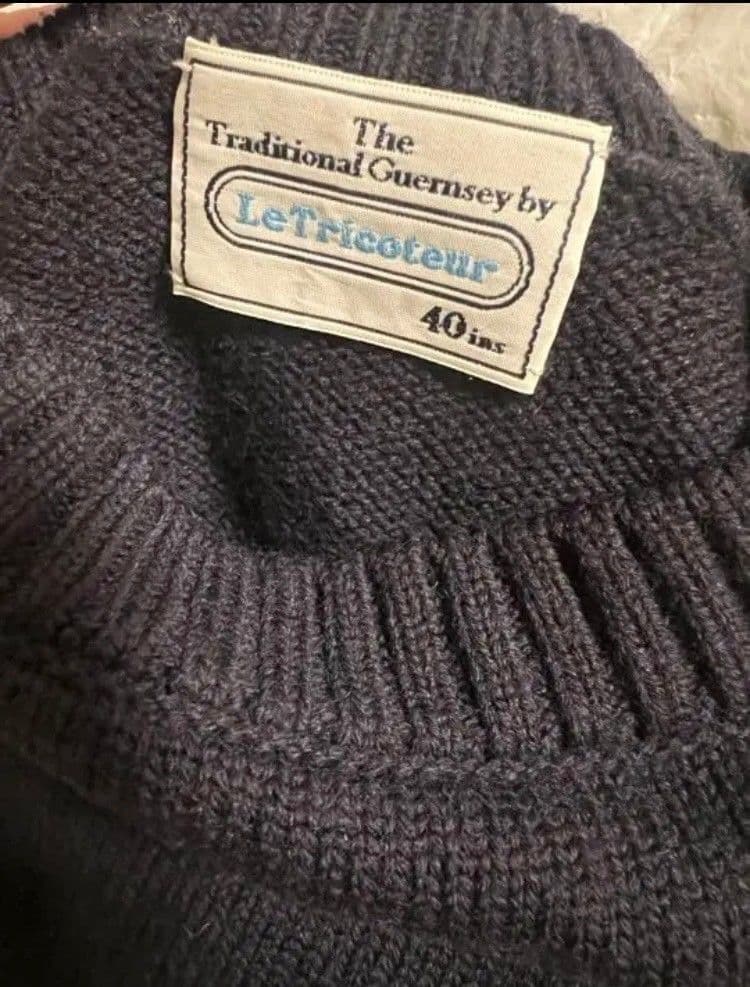 The
Traditional Guernsey by
LeTricoteur
40 ins